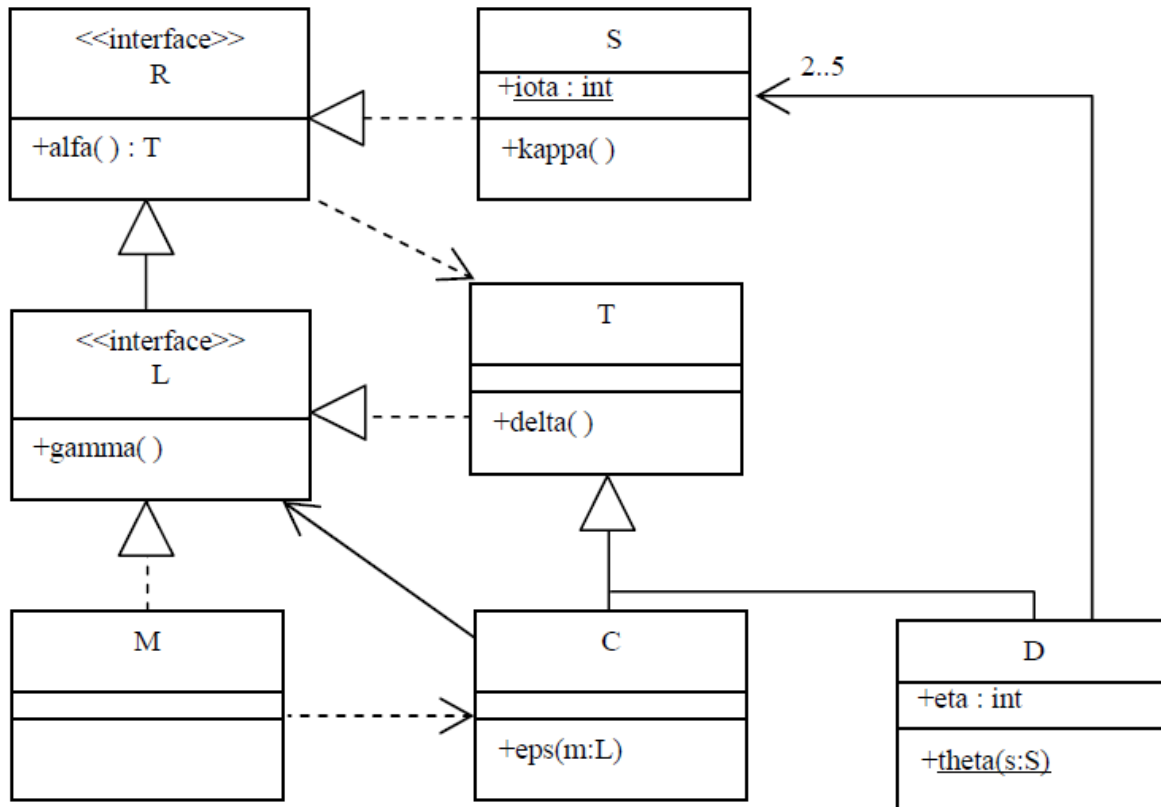 <<interface>>
R
+alfa( ) : T
S
+iota : int
+kappa( )
2..5
<<interface>>
L
+gamma( )
T
+delta( )
M
C
+eps(m:L)
D
+eta : int
+theta(s:S)